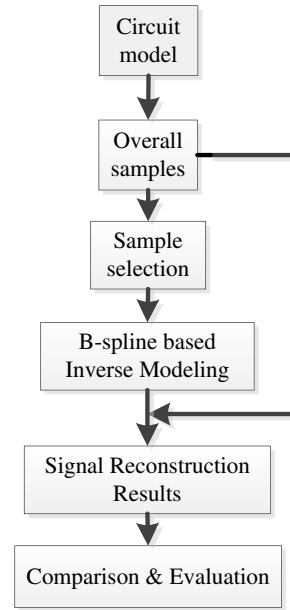 Circuit
model
Overall
samples
Sample
selection
B-spline based
Inverse Modeling
Signal Reconstruction
Results
Comparison & Evaluation